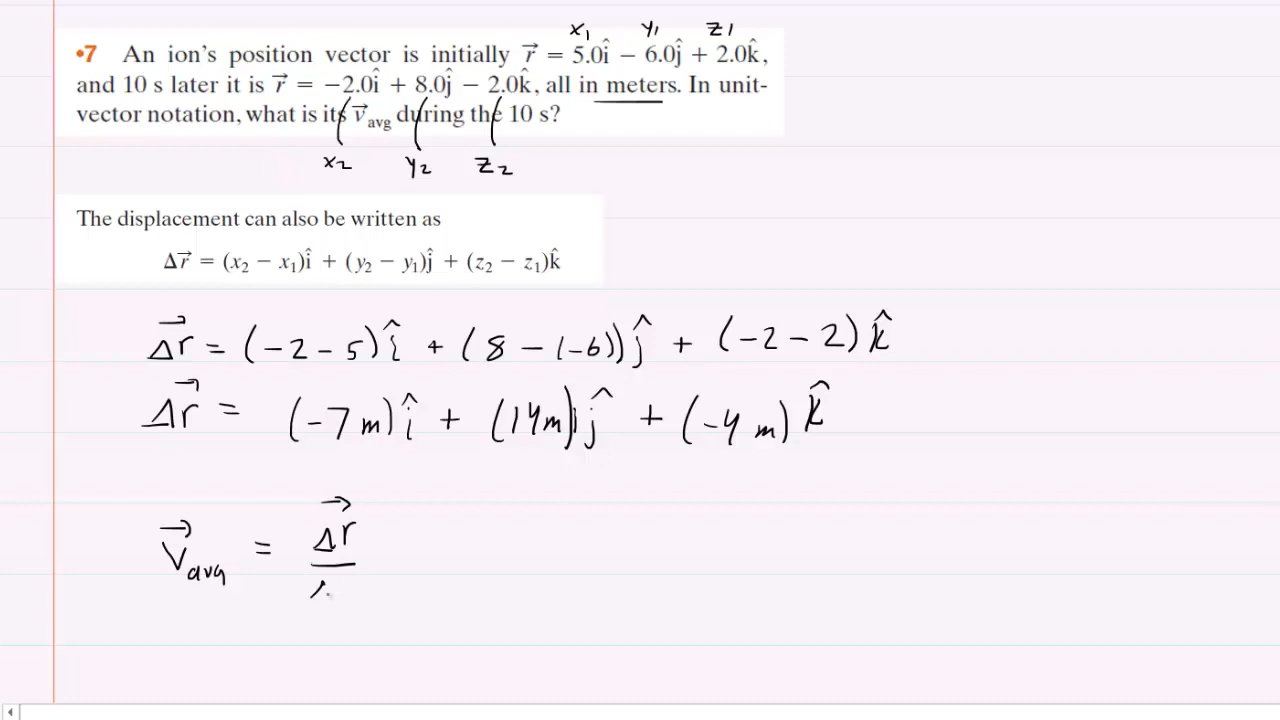 x₁ y₁ z₁
•7 An ion's position vector is initially r⃗ = 5.0î − 6.0ĵ + 2.0k̂,
and 10 s later it is r⃗ = −2.0î + 8.0ĵ − 2.0k̂, all in meters. In unit-
vector notation, what is its v⃗avg during the 10 s?
x₂ y₂ z₂
The displacement can also be written as
Δr⃗ = (x₂ − x₁)î + (y₂ − y₁)ĵ + (z₂ − z₁)k̂
Δr⃗ = (−2 − 5)î + (8 − (−6))ĵ + (−2 − 2)k̂
Δr⃗ = (−7 m)î + (14m)ĵ + (−4 m)k̂
V⃗avg = Δr⃗